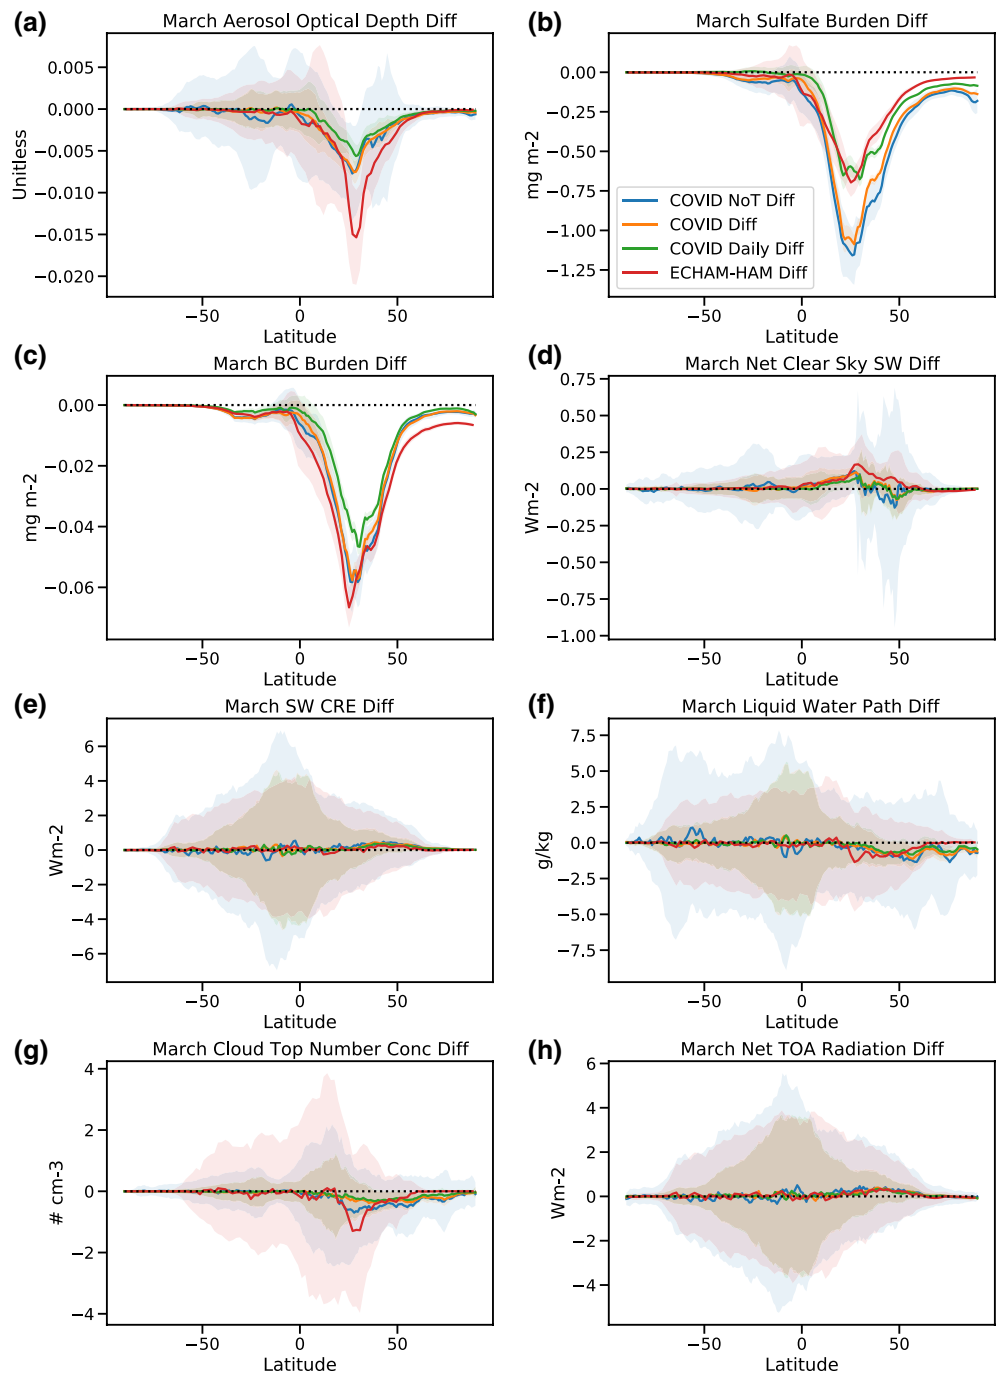 (a)
March Aerosol Optical Depth Diff
0.005
0.000
−0.005
−0.010
−0.015
−0.020
Unitless
−50
0
50
Latitude
(b)
March Sulfate Burden Diff
0.00
−0.25
−0.50
−0.75
−1.00
−1.25
mg m-2
COVID NoT Diff
COVID Diff
COVID Daily Diff
ECHAM-HAM Diff
−50
0
50
Latitude
(c)
March BC Burden Diff
0.00
−0.02
−0.04
−0.06
mg m-2
−50
0
50
Latitude
(d)
March Net Clear Sky SW Diff
0.75
0.50
0.25
0.00
−0.25
−0.50
−0.75
−1.00
Wm-2
−50
0
50
Latitude
(e)
March SW CRE Diff
6
4
2
0
−2
−4
−6
Wm-2
−50
0
50
Latitude
(f)
March Liquid Water Path Diff
7.5
5.0
2.5
0.0
−2.5
−5.0
−7.5
g/kg
−50
0
50
Latitude
(g)
March Cloud Top Number Conc Diff
4
2
0
−2
−4
# cm-3
−50
0
50
Latitude
(h)
March Net TOA Radiation Diff
6
4
2
0
−2
−4
Wm-2
−50
0
50
Latitude